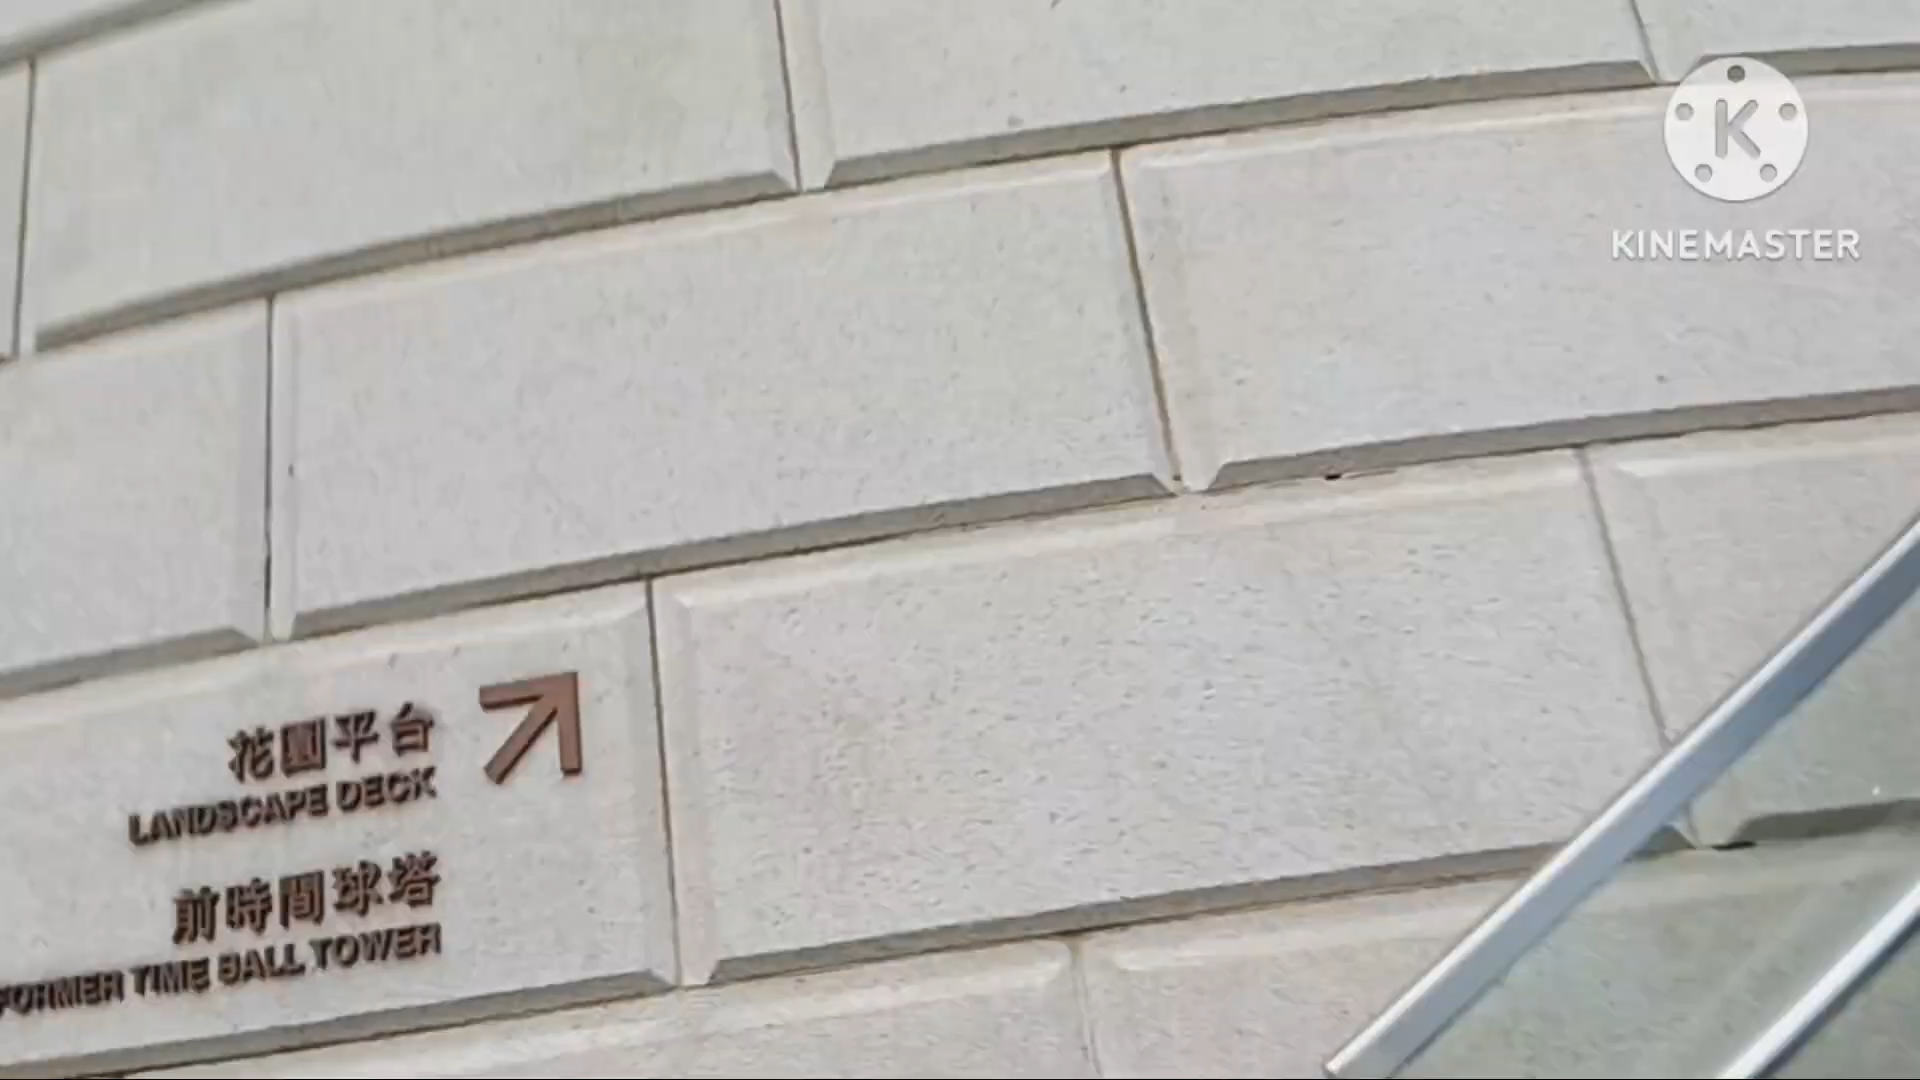 K
KINEMASTER
花園平台
LANDSCAPE DECK
前時間球塔
FORMER TIME BALL TOWER